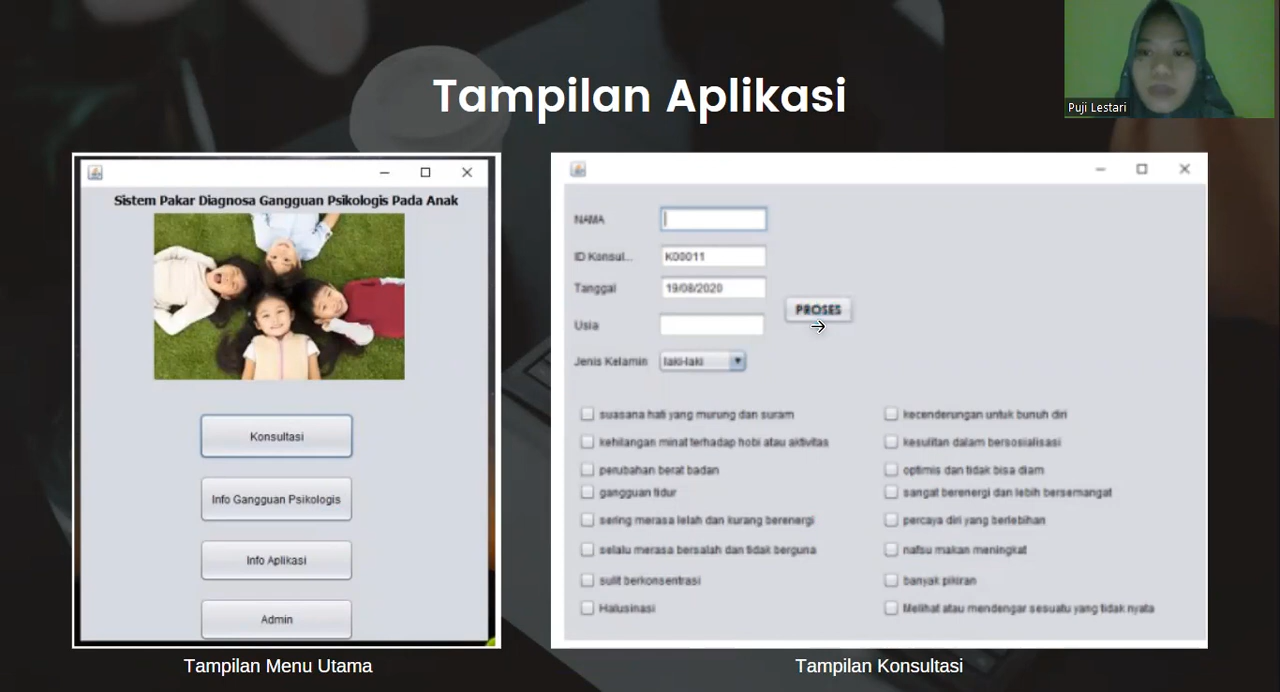 Tampilan Aplikasi
Puji Lestari
Sistem Pakar Diagnosa Gangguan Psikologis Pada Anak
Konsultasi
Info Gangguan Psikologis
Info Aplikasi
Admin
Tampilan Menu Utama
NAMA
ID Konsul... K00011
Tanggal 19/08/2020
PROSES
Usia
Jenis Kelamin laki-laki
suasana hati yang murung dan suram
kehilangan minat terhadap hobi atau aktivitas
perubahan berat badan
gangguan tidur
sering merasa lelah dan kurang berenergi
selalu merasa bersalah dan tidak berguna
sulit berkonsentrasi
Halusinasi
kecenderungan untuk bunuh diri
kesulitan dalam bersosialisasi
optimis dan tidak bisa diam
sangat berenergi dan lebih bersemangat
percaya diri yang berlebihan
nafsu makan meningkat
banyak pikiran
Melihat atau mendengar sesuatu yang tidak nyata
Tampilan Konsultasi